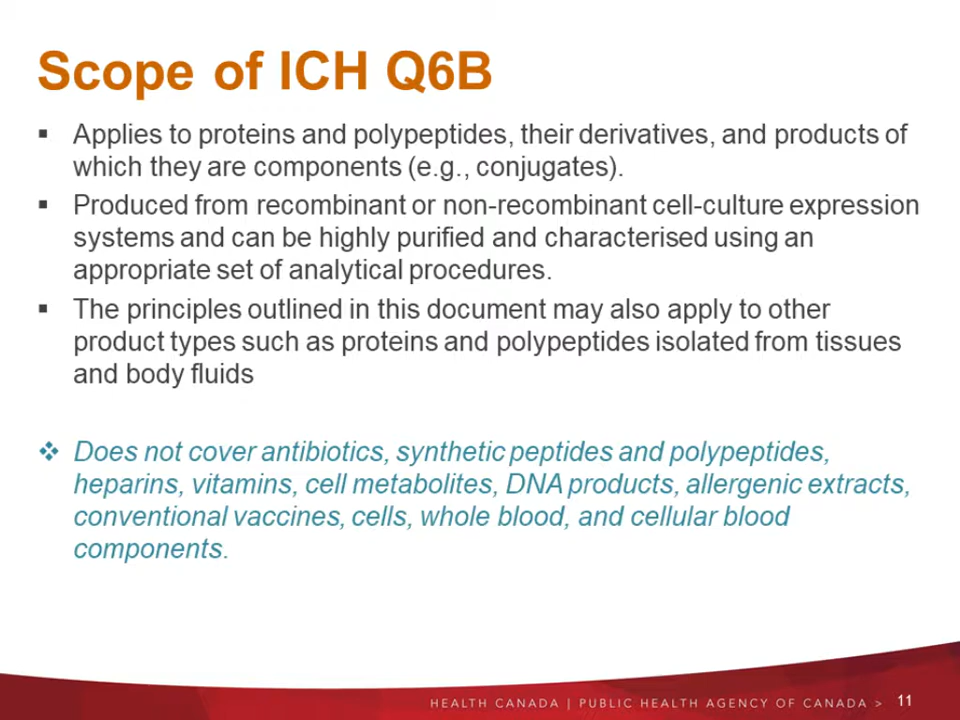 Scope of ICH Q6B
▪ Applies to proteins and polypeptides, their derivatives, and products of
which they are components (e.g., conjugates).
▪ Produced from recombinant or non-recombinant cell-culture expression
systems and can be highly purified and characterised using an
appropriate set of analytical procedures.
▪ The principles outlined in this document may also apply to other
product types such as proteins and polypeptides isolated from tissues
and body fluids
❖ Does not cover antibiotics, synthetic peptides and polypeptides,
heparins, vitamins, cell metabolites, DNA products, allergenic extracts,
conventional vaccines, cells, whole blood, and cellular blood
components.
HEALTH CANADA | PUBLIC HEALTH AGENCY OF CANADA > 11